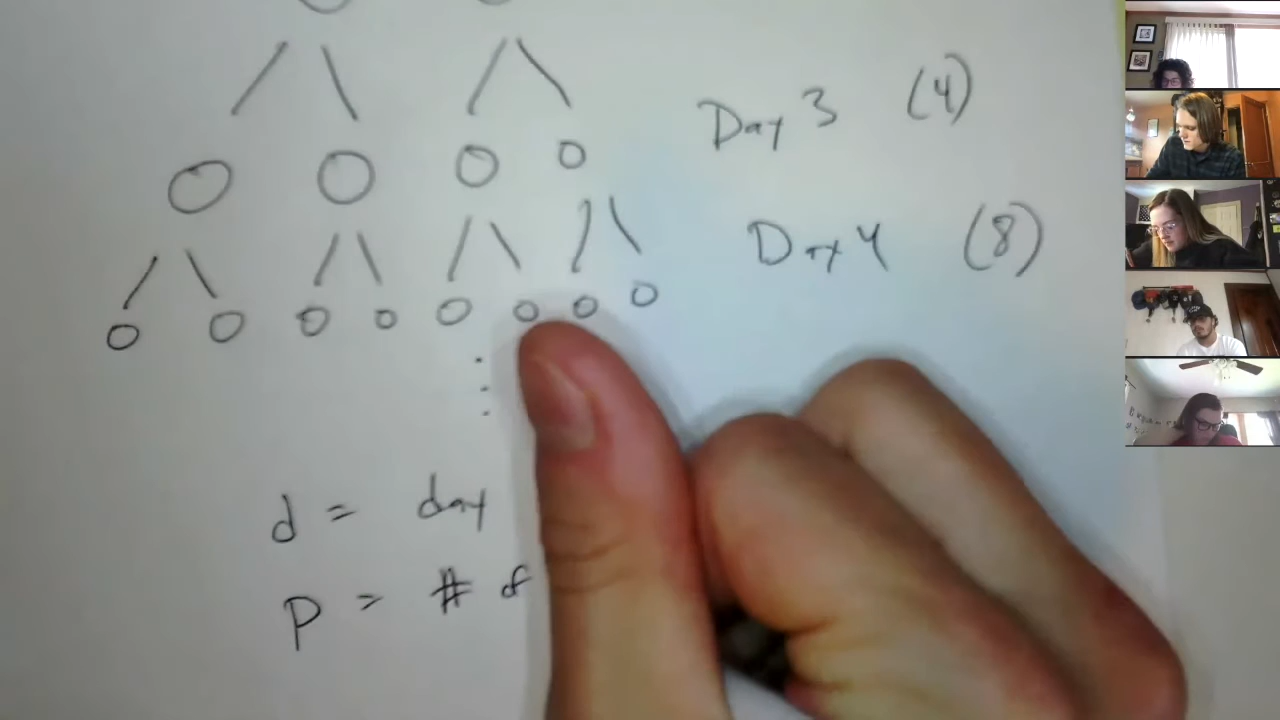 Day 3 (4)
Day 4 (8)
d = day
p = # of